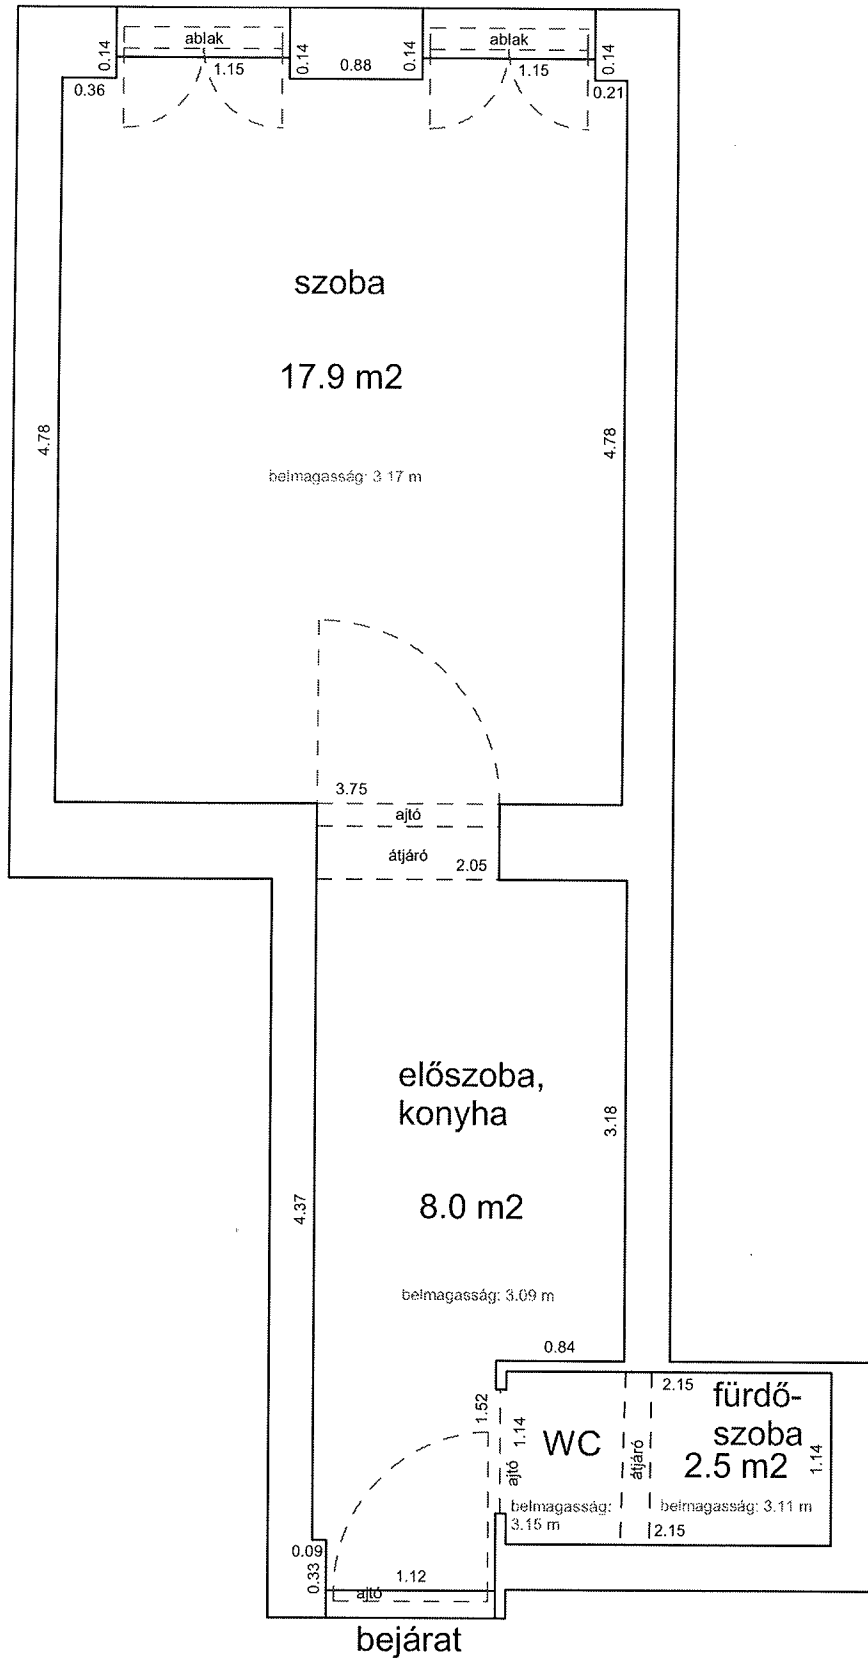 ablak
ablak
0.14
0.14
0.14
0.14
1.15
0.88
1.15
0.36
0.21
szoba
17.9 m2
4.78
4.78
belmagasság: 3.17 m
3.75
ajtó
átjáró
2.05
előszoba,
konyha
3.18
4.37
8.0 m2
belmagasság: 3.09 m
0.84
1.52
ajtó
1.14
WC
belmagasság:
3.15 m
átjáró
2.15
fürdő-
szoba
2.5 m2
1.14
belmagasság: 3.11 m
2.15
0.09
0.33
1.12
ajtó
bejárat